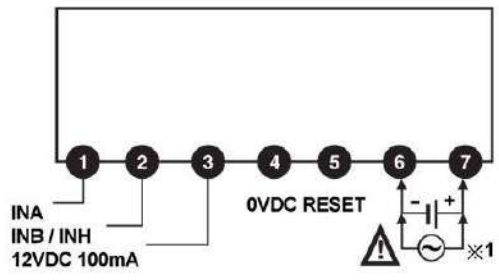 1 2 3 4 5 6 7
INA
INB / INH
12VDC 100mA
0VDC RESET
- +
※1